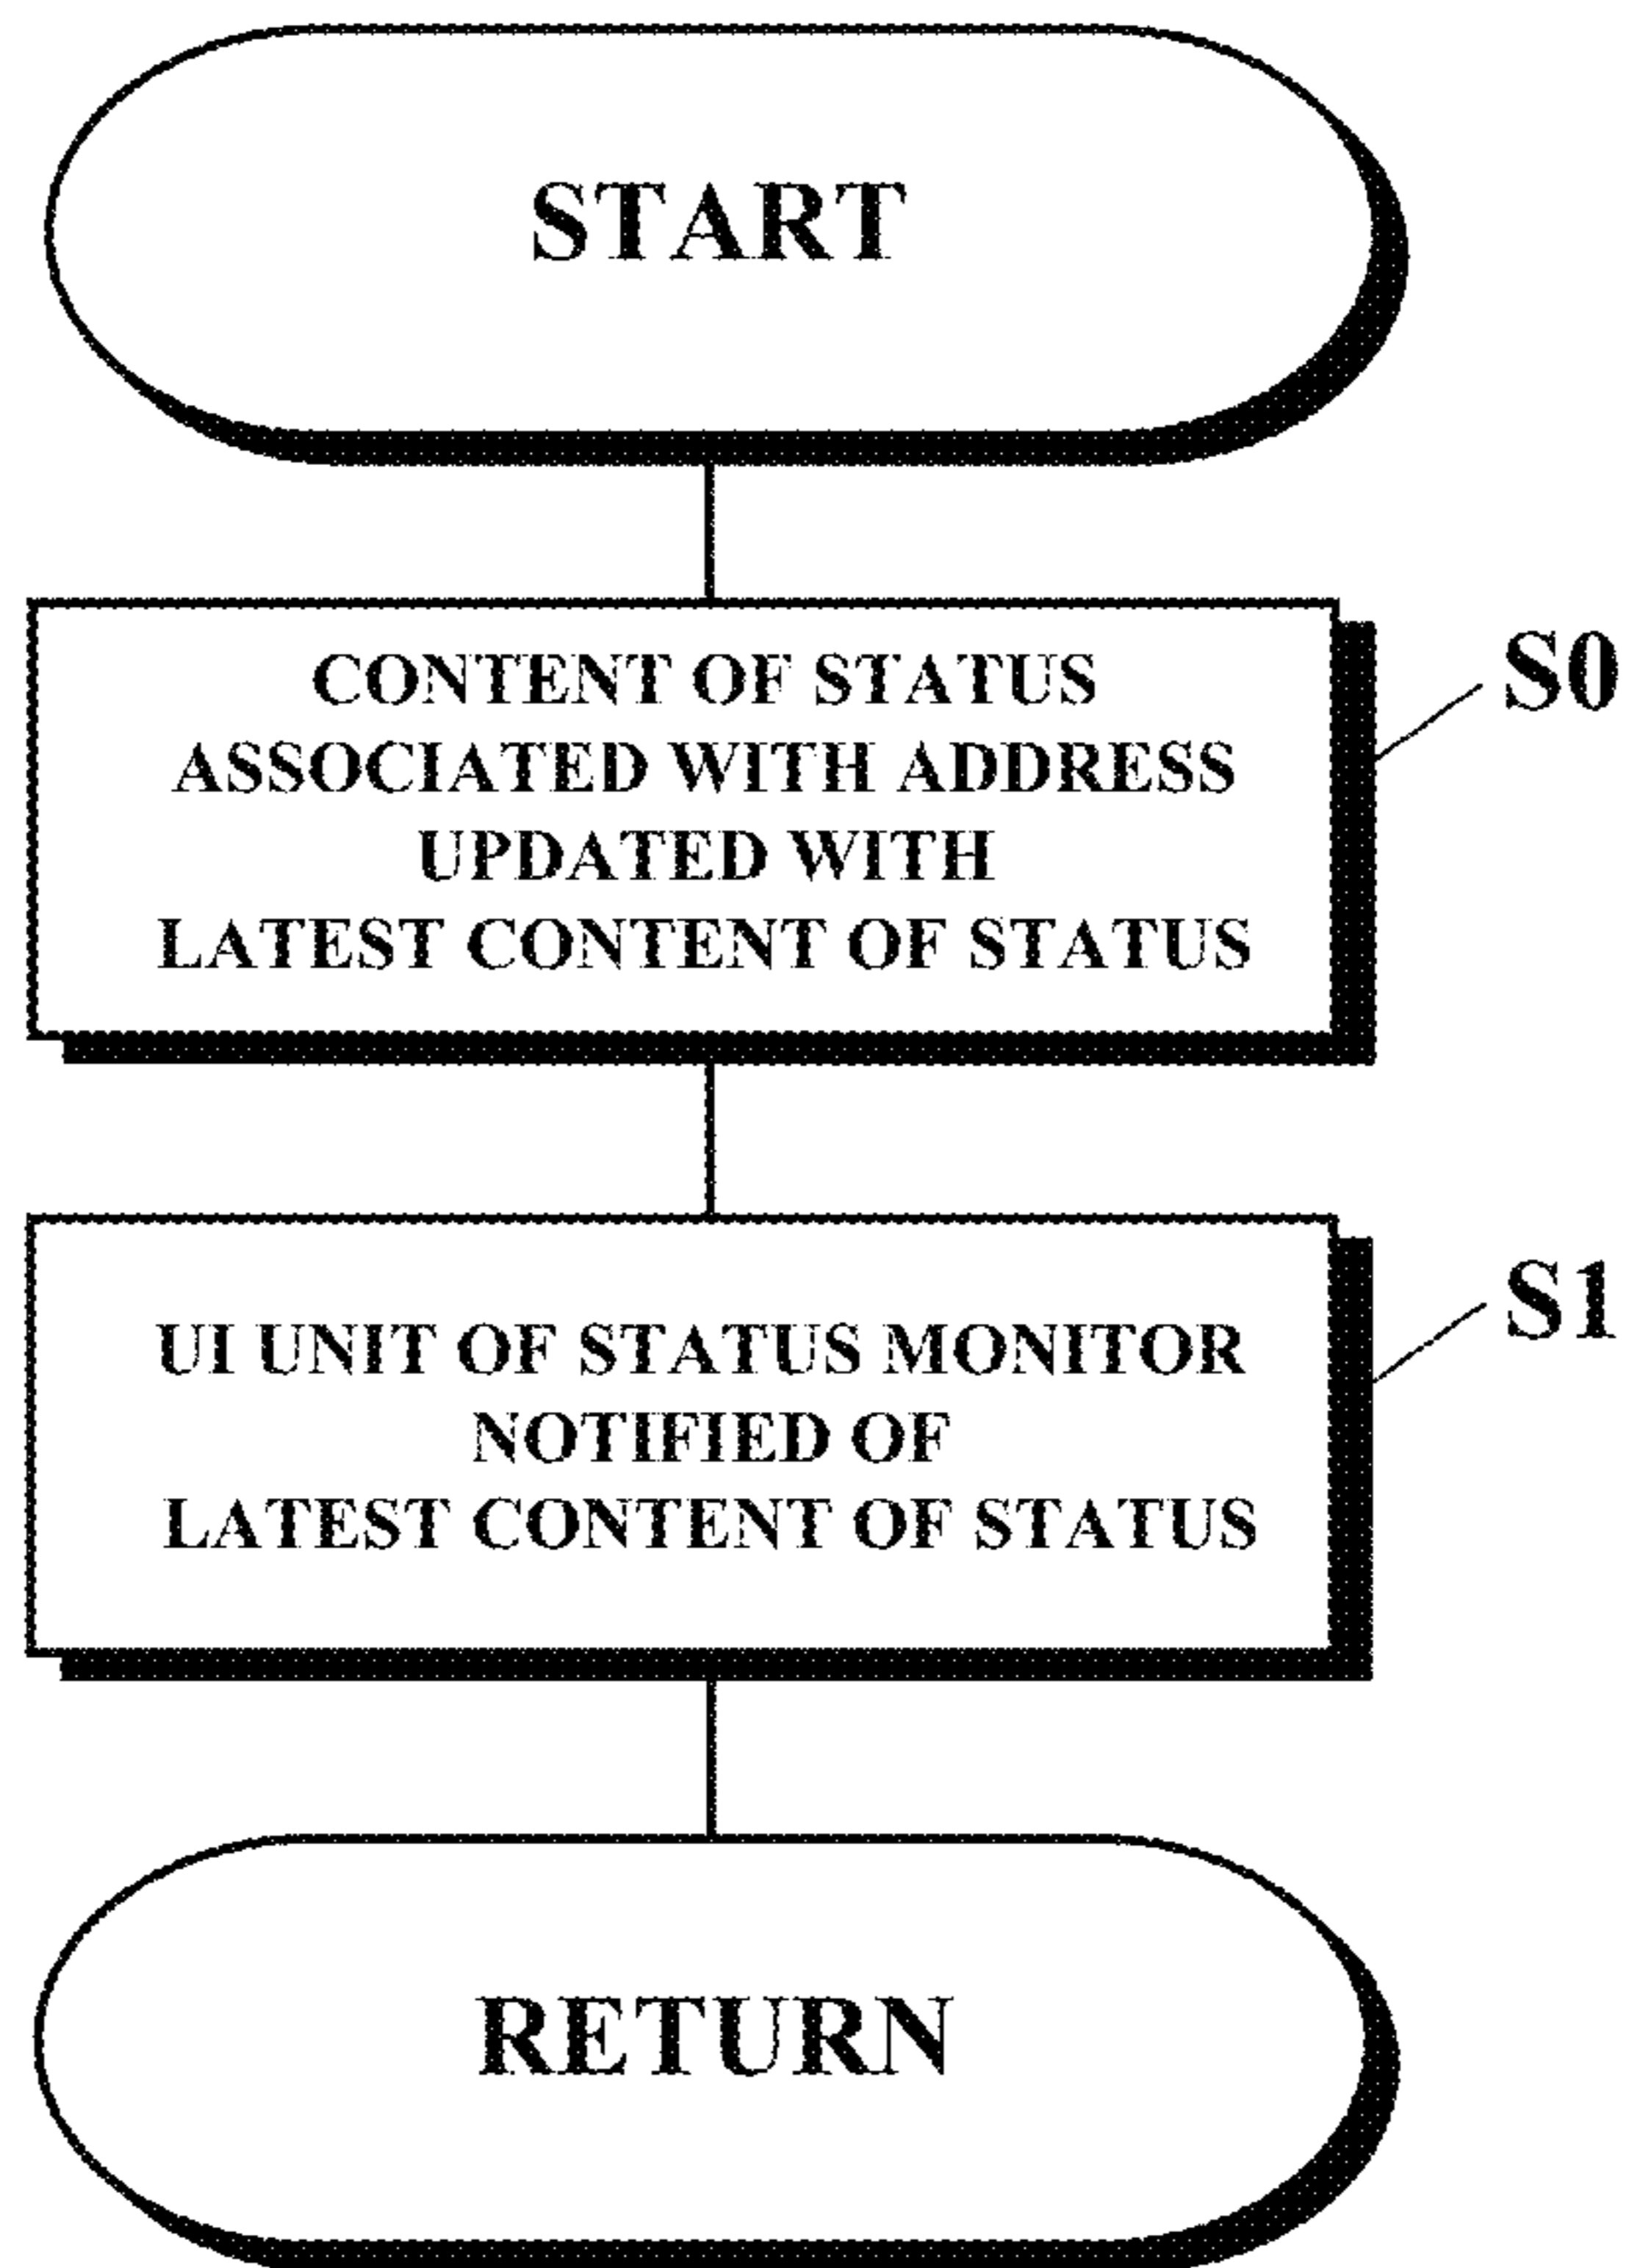 START
CONTENT OF STATUS
ASSOCIATED WITH ADDRESS
UPDATED WITH
LATEST CONTENT OF STATUS
S0
UI UNIT OF STATUS MONITOR
NOTIFIED OF
LATEST CONTENT OF STATUS
S1
RETURN